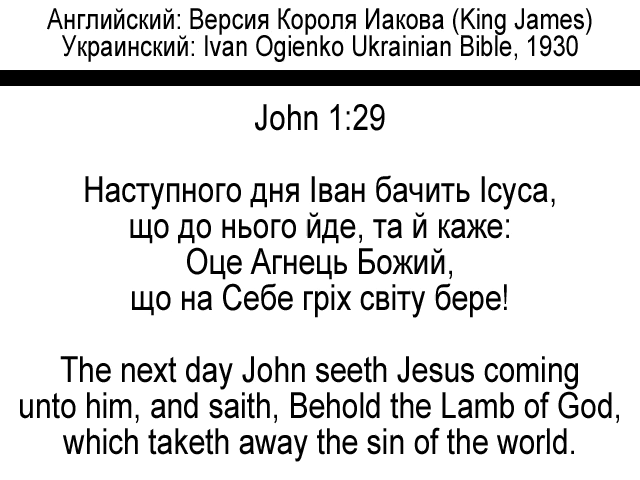 Английский: Версия Короля Иакова (King James)
Украинский: Ivan Ogienko Ukrainian Bible, 1930
John 1:29
Наступного дня Іван бачить Ісуса,
що до нього йде, та й каже:
Оце Агнець Божий,
що на Себе гріх світу бере!
The next day John seeth Jesus coming
unto him, and saith, Behold the Lamb of God,
which taketh away the sin of the world.